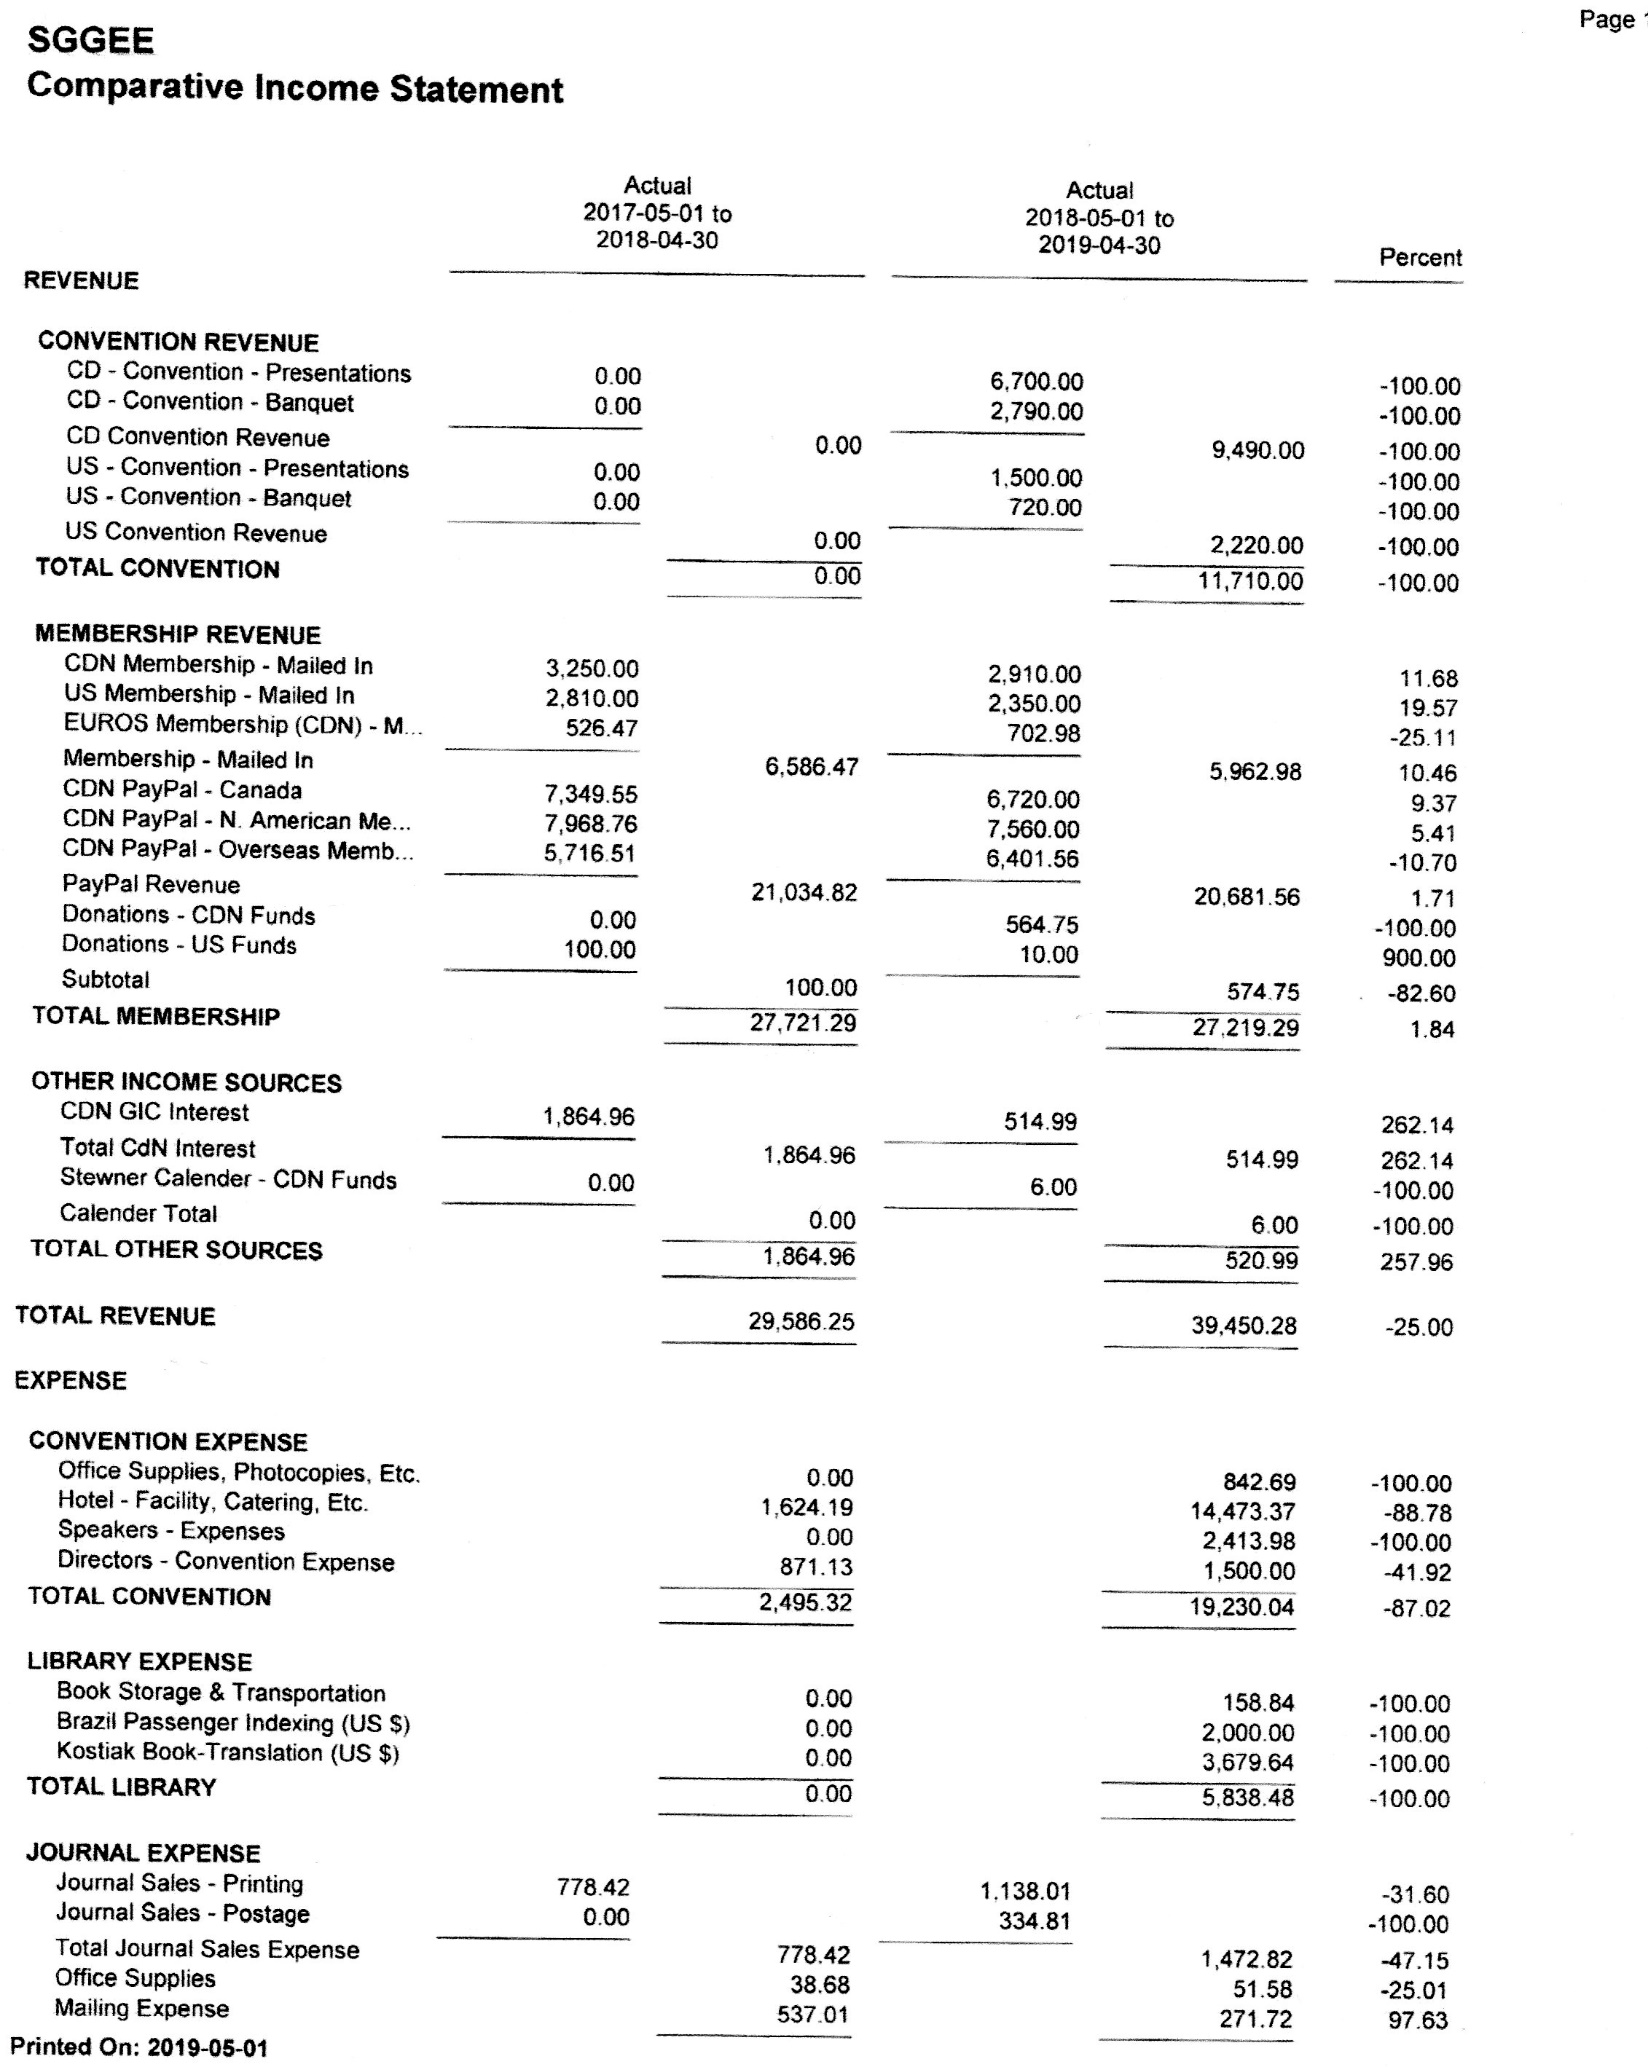 Page 1
SGGEE
Comparative Income Statement
Actual Actual
2017-05-01 to 2018-05-01 to
2018-04-30 2019-04-30 Percent
REVENUE
CONVENTION REVENUE
CD - Convention - Presentations 0.00 6,700.00 -100.00
CD - Convention - Banquet 0.00 2,790.00 -100.00
CD Convention Revenue 0.00 9,490.00 -100.00
US - Convention - Presentations 0.00 1,500.00 -100.00
US - Convention - Banquet 0.00 720.00 -100.00
US Convention Revenue 0.00 2,220.00 -100.00
TOTAL CONVENTION 0.00 11,710.00 -100.00
MEMBERSHIP REVENUE
CDN Membership - Mailed In 3,250.00 2,910.00 11.68
US Membership - Mailed In 2,810.00 2,350.00 19.57
EUROS Membership (CDN) - M... 526.47 702.98 -25.11
Membership - Mailed In 6,586.47 5,962.98 10.46
CDN PayPal - Canada 7,349.55 6,720.00 9.37
CDN PayPal - N. American Me... 7,968.76 7,560.00 5.41
CDN PayPal - Overseas Memb... 5,716.51 6,401.56 -10.70
PayPal Revenue 21,034.82 20,681.56 1.71
Donations - CDN Funds 0.00 564.75 -100.00
Donations - US Funds 100.00 10.00 900.00
Subtotal 100.00 574.75 -82.60
TOTAL MEMBERSHIP 27,721.29 27,219.29 1.84
OTHER INCOME SOURCES
CDN GIC Interest 1,864.96 514.99 262.14
Total CdN Interest 1,864.96 514.99 262.14
Stewner Calender - CDN Funds 0.00 6.00 -100.00
Calender Total 0.00 6.00 -100.00
TOTAL OTHER SOURCES 1,864.96 520.99 257.96
TOTAL REVENUE 29,586.25 39,450.28 -25.00
EXPENSE
CONVENTION EXPENSE
Office Supplies, Photocopies, Etc. 0.00 842.69 -100.00
Hotel - Facility, Catering, Etc. 1,624.19 14,473.37 -88.78
Speakers - Expenses 0.00 2,413.98 -100.00
Directors - Convention Expense 871.13 1,500.00 -41.92
TOTAL CONVENTION 2,495.32 19,230.04 -87.02
LIBRARY EXPENSE
Book Storage & Transportation 0.00 158.84 -100.00
Brazil Passenger Indexing (US $) 0.00 2,000.00 -100.00
Kostiak Book-Translation (US $) 0.00 3,679.64 -100.00
TOTAL LIBRARY 0.00 5,838.48 -100.00
JOURNAL EXPENSE
Journal Sales - Printing 778.42 1,138.01 -31.60
Journal Sales - Postage 0.00 334.81 -100.00
Total Journal Sales Expense 778.42 1,472.82 -47.15
Office Supplies 38.68 51.58 -25.01
Mailing Expense 537.01 271.72 97.63
Printed On: 2019-05-01